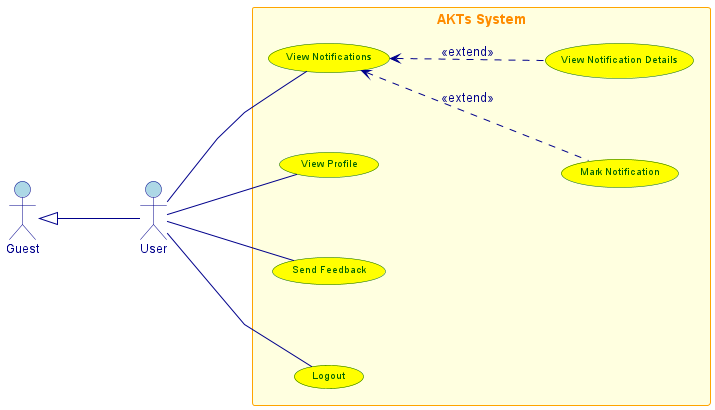 AKTs System
View Notifications
«extend»
View Notification Details
«extend»
View Profile
Mark Notification
Guest
User
Send Feedback
Logout